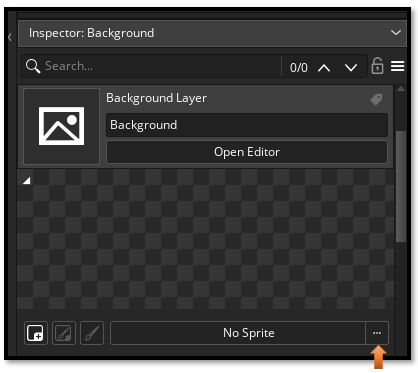 Inspector: Background
Search...
0/0
Background Layer
Background
Open Editor
No Sprite
...